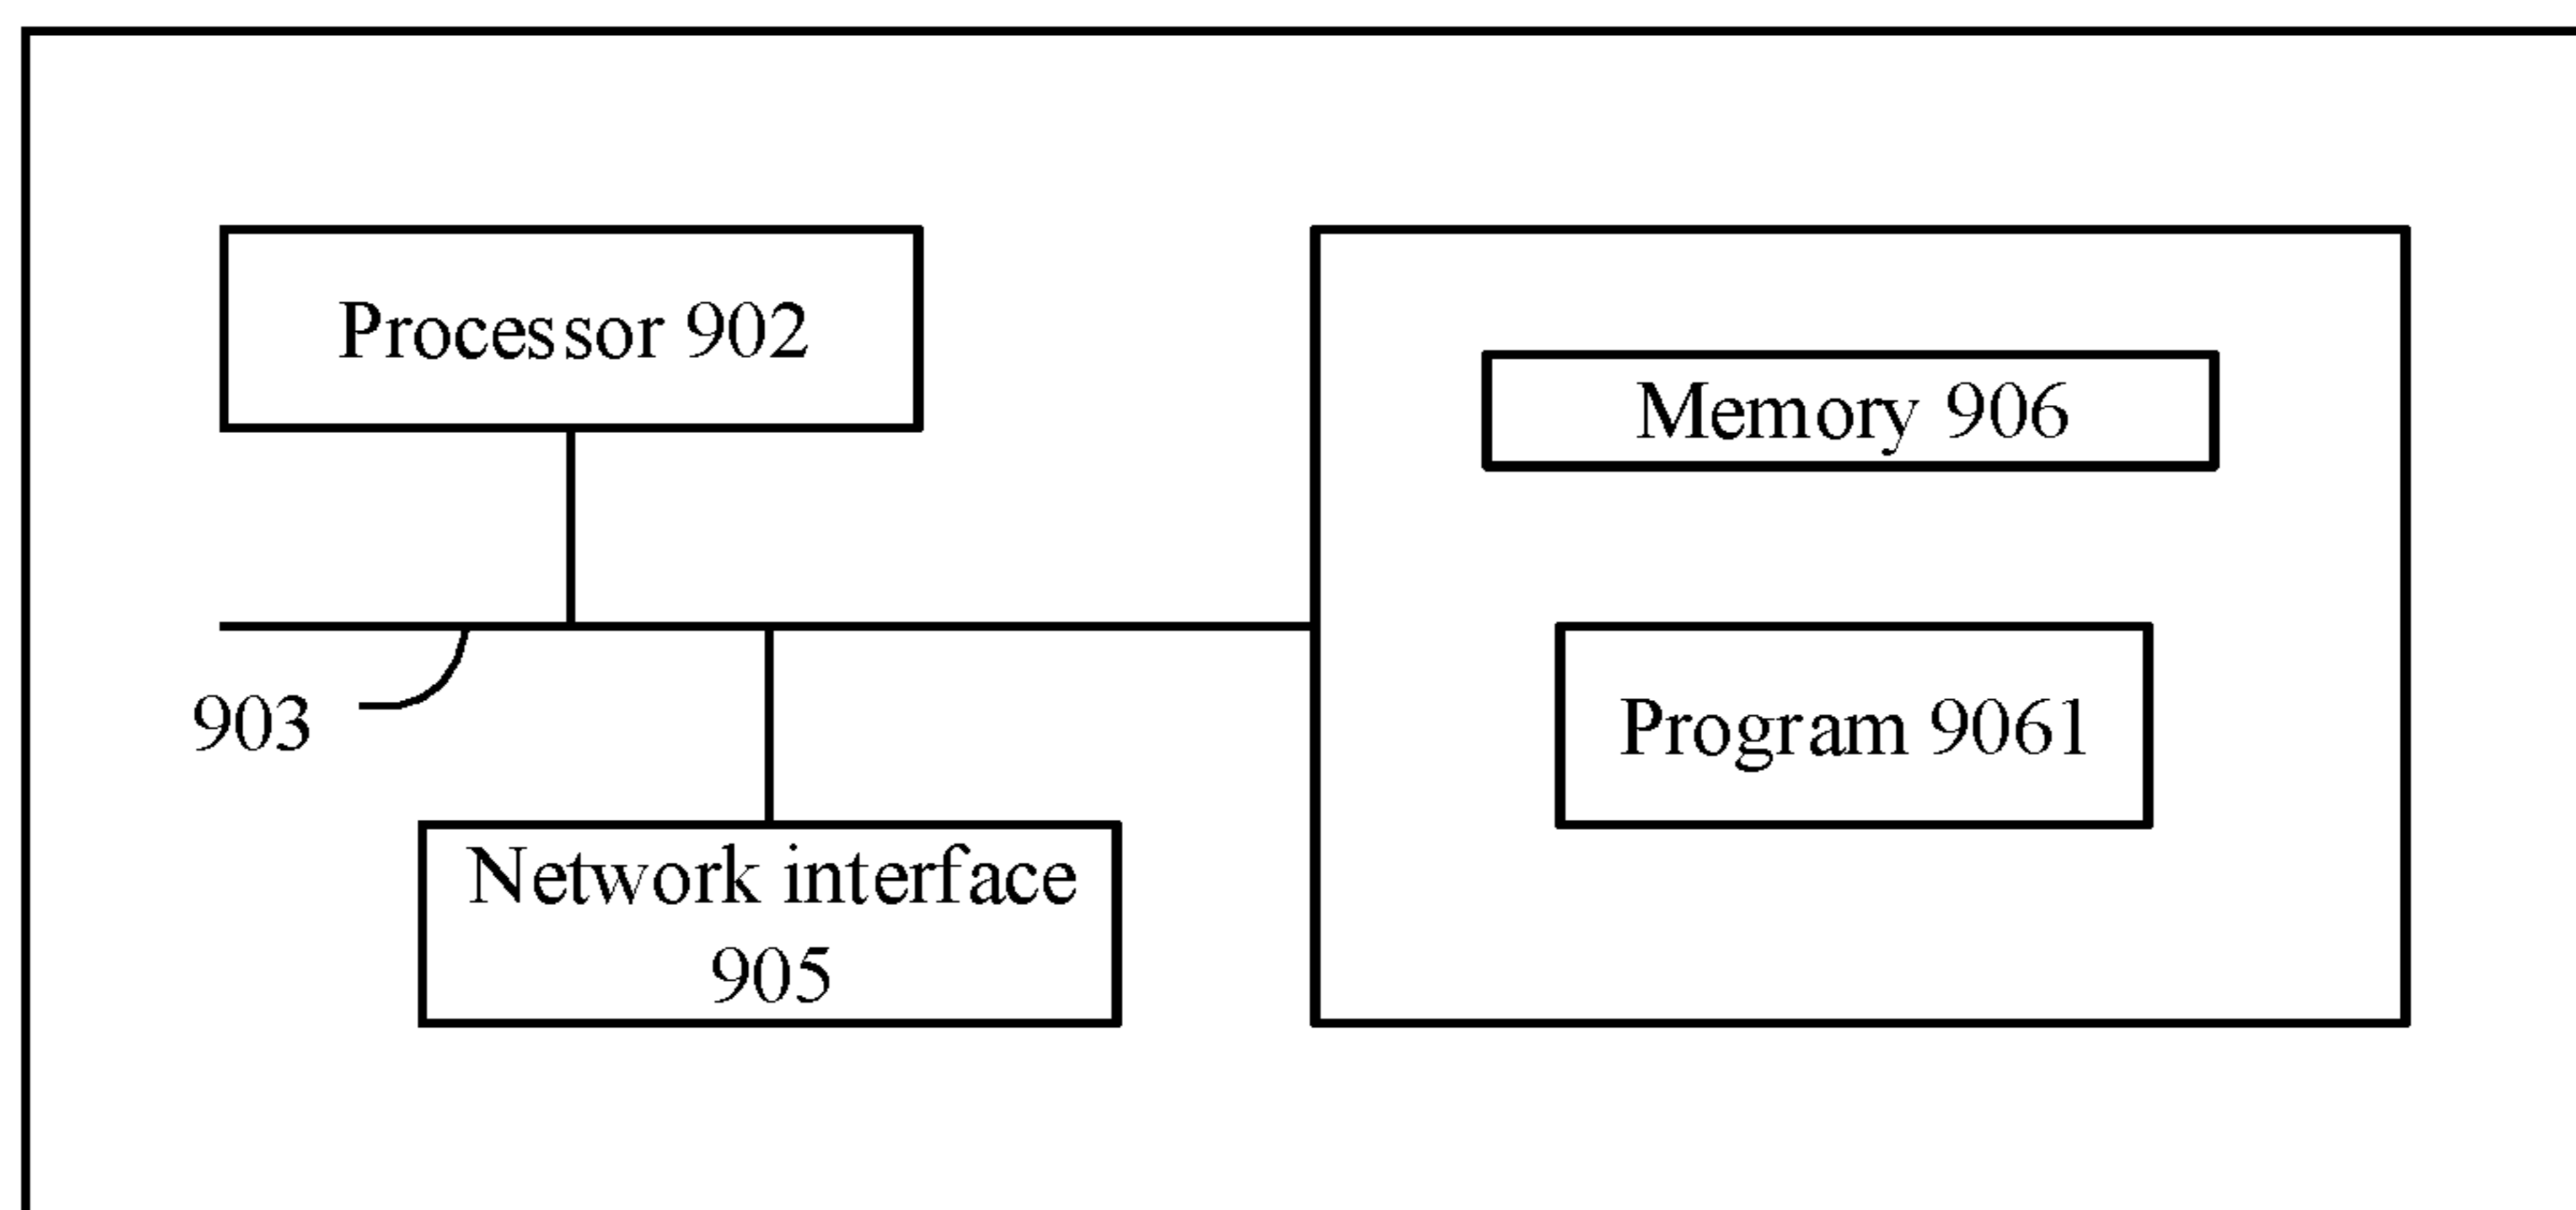 Processor 902
Memory 906
903
Program 9061
Network interface
905